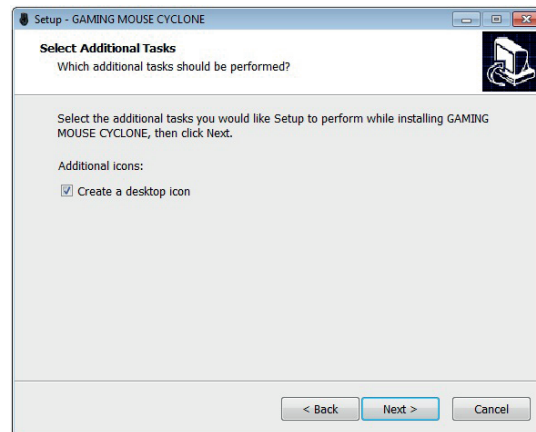 Setup - GAMING MOUSE CYCLONE
Select Additional Tasks
Which additional tasks should be performed?
Select the additional tasks you would like Setup to perform while installing GAMING
MOUSE CYCLONE, then click Next.
Additional icons:
Create a desktop icon
< Back
Next >
Cancel